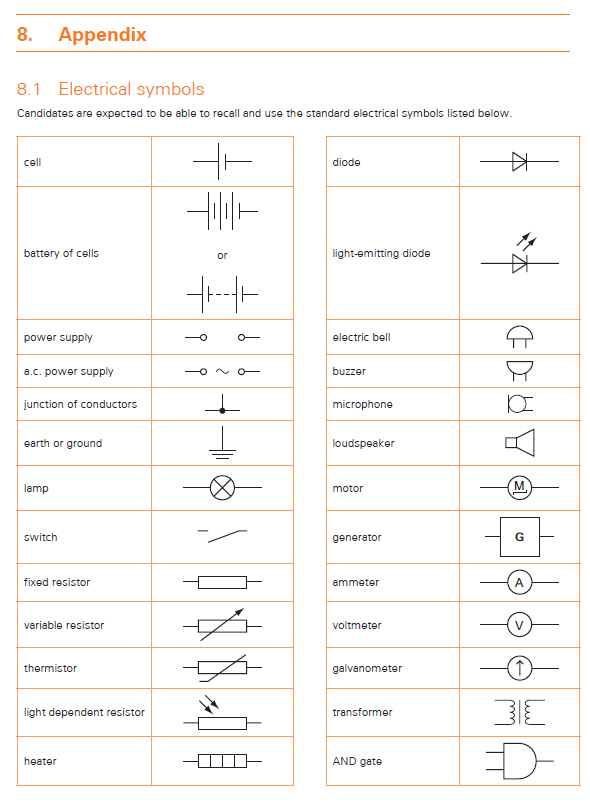 8. Appendix
8.1 Electrical symbols
Candidates are expected to be able to recall and use the standard electrical symbols listed below.
cell
battery of cells
or
power supply
a.c. power supply
junction of conductors
earth or ground
lamp
switch
fixed resistor
variable resistor
thermistor
light dependent resistor
heater
diode
light-emitting diode
electric bell
buzzer
microphone
loudspeaker
motor
M
generator
G
ammeter
A
voltmeter
V
galvanometer
transformer
AND gate